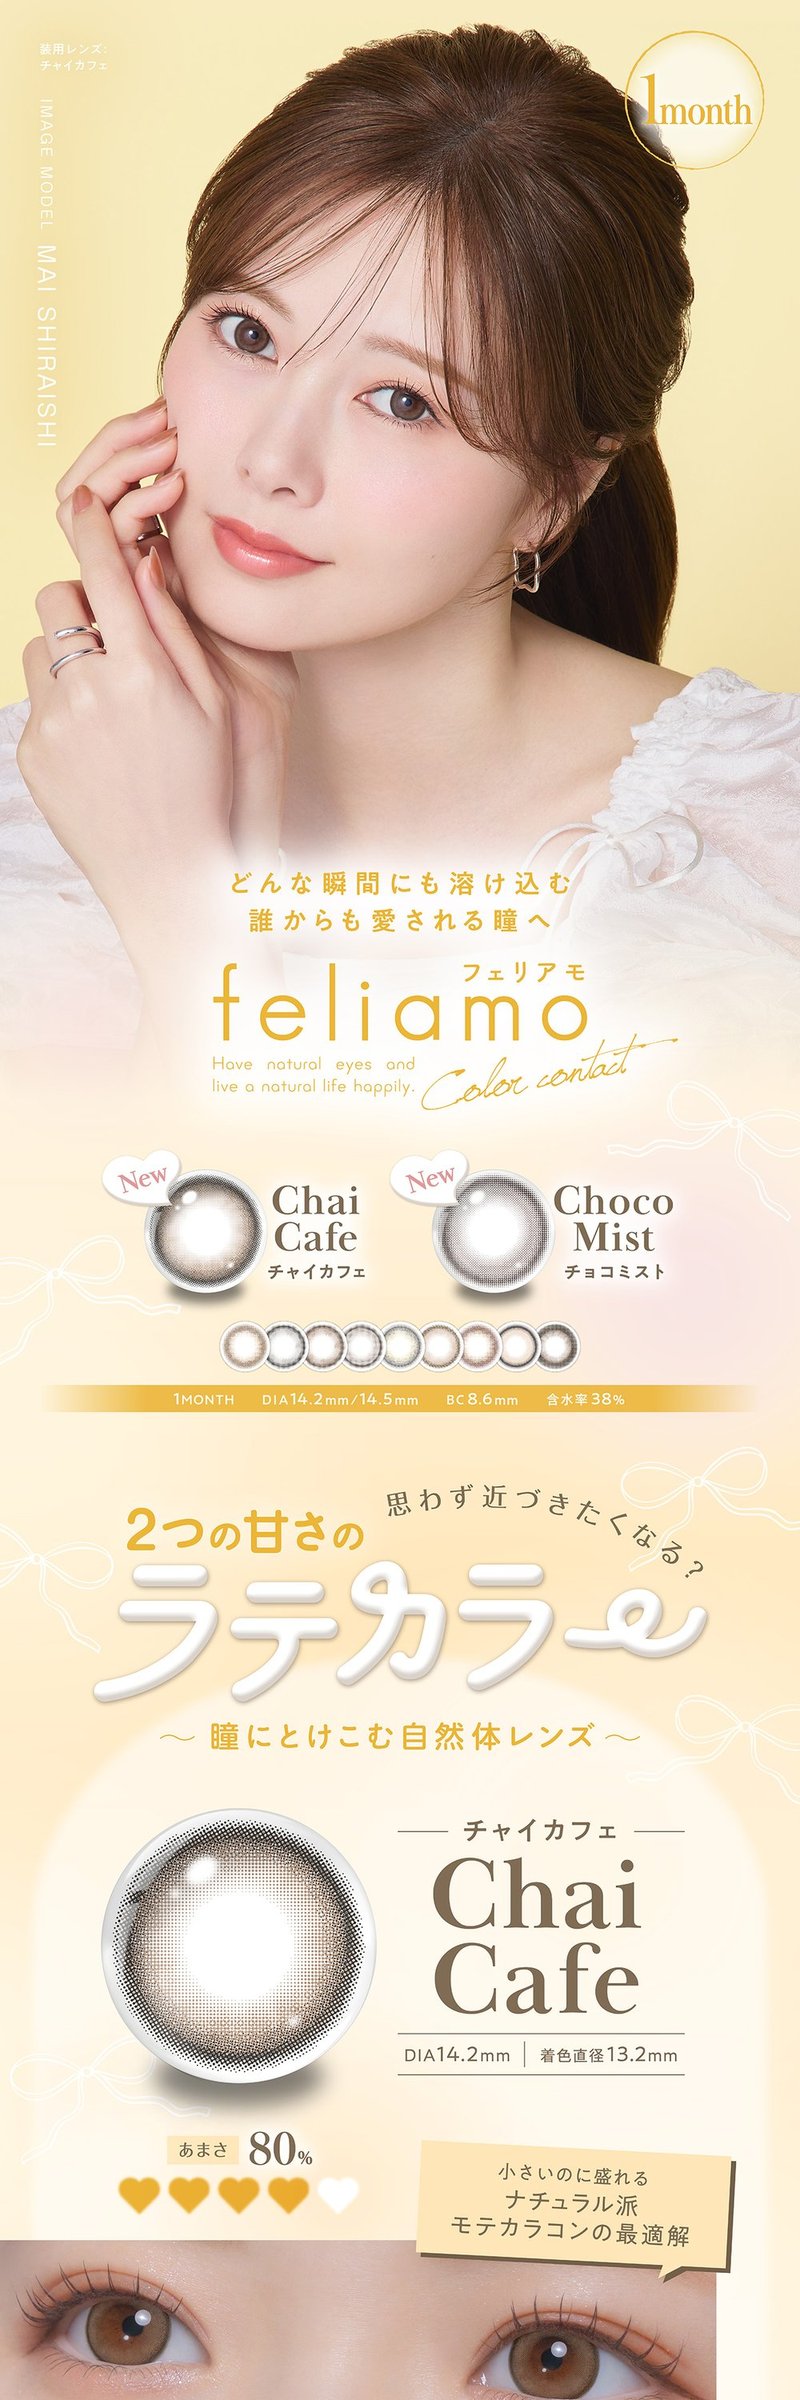 装用レンズ:
チャイカフェ
IMAGE MODEL MAI SHIRAISHI
1month
どんな瞬間にも溶け込む
誰からも愛される瞳へ
フェリアモ
feliamo
Have natural eyes and
live a natural life happily.
Color contact
New
Chai
Cafe
チャイカフェ
New
Choco
Mist
チョコミスト
1MONTH DIA14.2mm/14.5mm BC8.6mm 含水率38%
思わず近づきたくなる?
2つの甘さの
ラテカラー
〜瞳にとけこむ自然体レンズ〜
チャイカフェ
Chai
Cafe
DIA14.2mm 着色直径13.2mm
あまさ 80%
小さいのに盛れる
ナチュラル派
モテカラコンの最適解